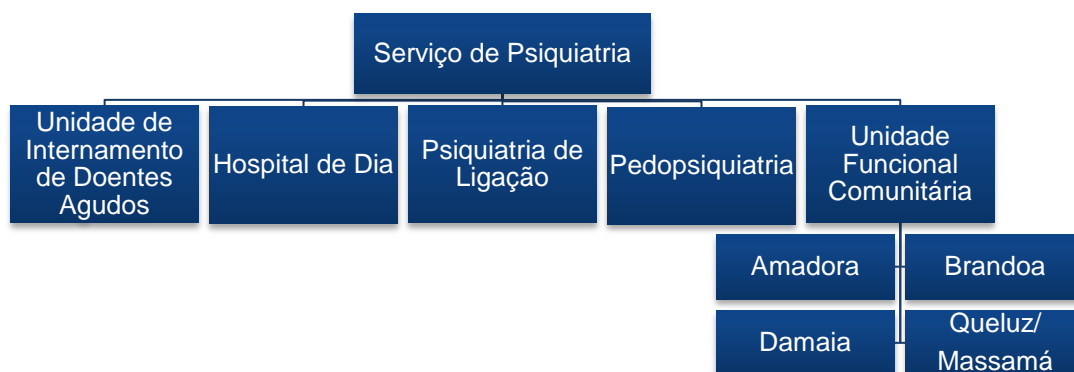 Serviço de Psiquiatria
Unidade de
Internamento
de Doentes
Agudos
Hospital de Dia
Psiquiatria de
Ligação
Pedopsiquiatria
Unidade
Funcional
Comunitária
Amadora
Brandoa
Damaia
Queluz/
Massamá